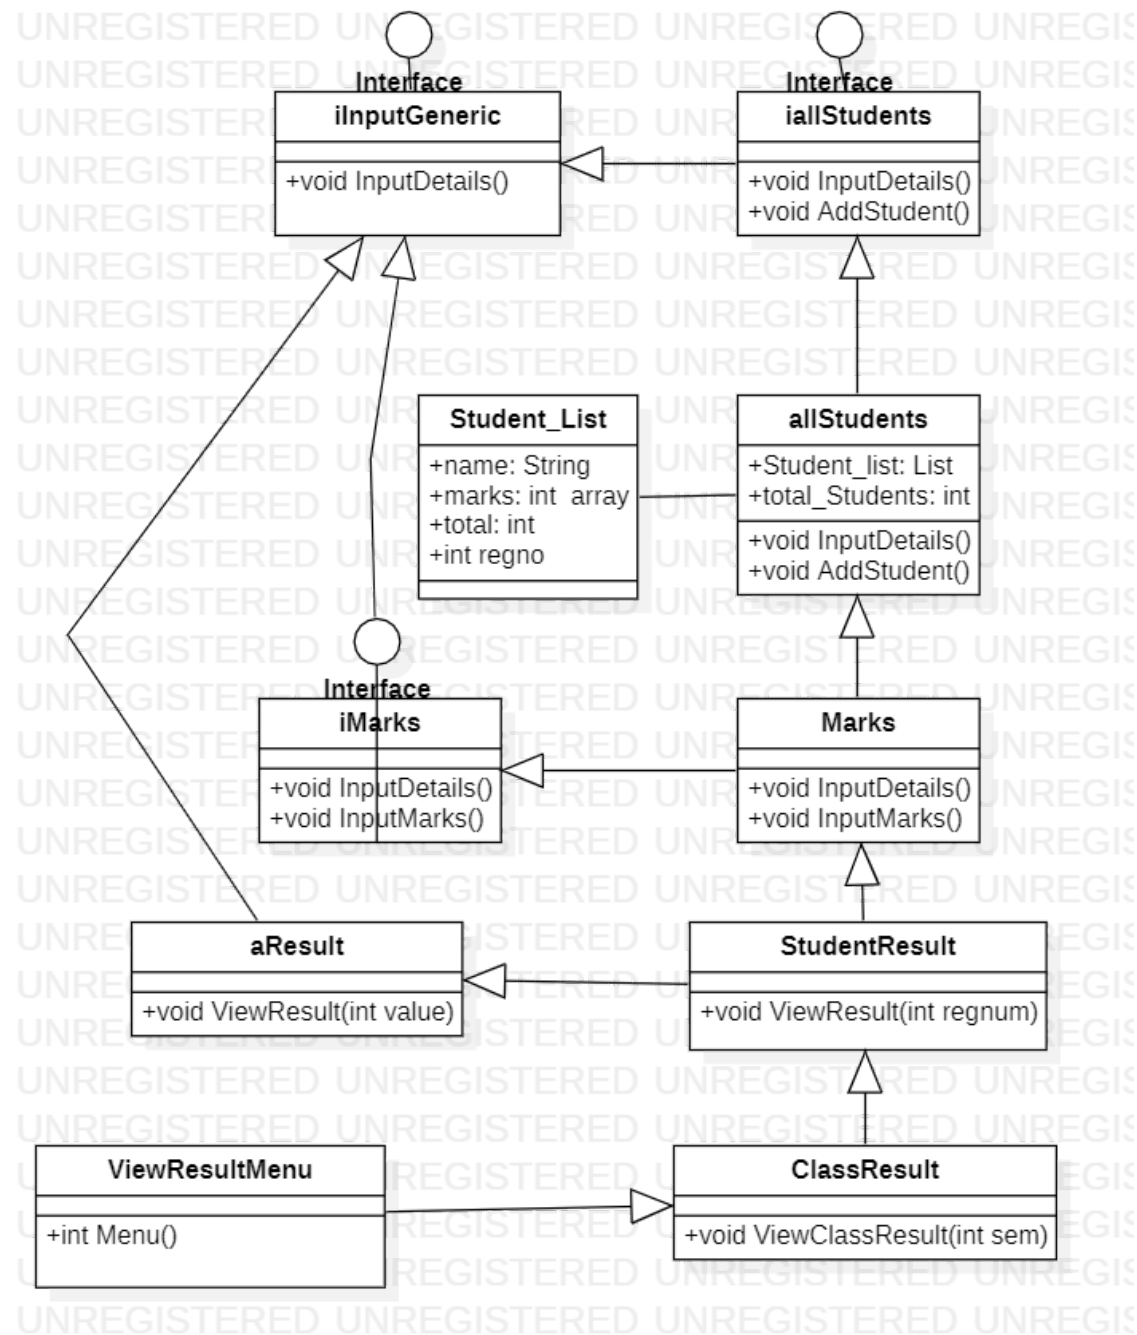 Interface
iInputGeneric
+void InputDetails()
Interface
iallStudents
+void InputDetails()
+void AddStudent()
Student_List
+name: String
+marks: int  array
+total: int
+int regno
allStudents
+Student_list: List
+total_Students: int
+void InputDetails()
+void AddStudent()
Interface
iMarks
+void InputDetails()
+void InputMarks()
Marks
+void InputDetails()
+void InputMarks()
aResult
+void ViewResult(int value)
StudentResult
+void ViewResult(int regnum)
ViewResultMenu
+int Menu()
ClassResult
+void ViewClassResult(int sem)
UNREGISTERED